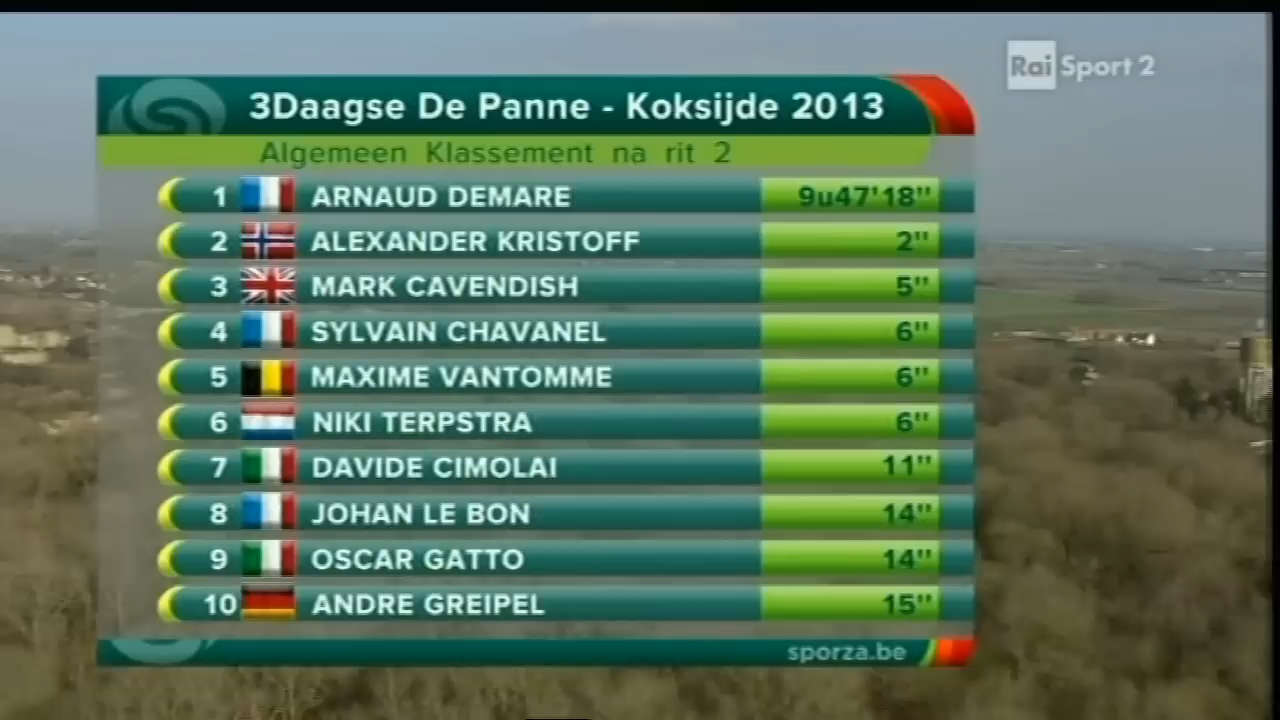 Rai Sport 2
3Daagse De Panne - Koksijde 2013
Algemeen Klassement na rit 2
1 ARNAUD DEMARE 9u47'18"
2 ALEXANDER KRISTOFF 2"
3 MARK CAVENDISH 5"
4 SYLVAIN CHAVANEL 6"
5 MAXIME VANTOMME 6"
6 NIKI TERPSTRA 6"
7 DAVIDE CIMOLAI 11"
8 JOHAN LE BON 14"
9 OSCAR GATTO 14"
10 ANDRE GREIPEL 15"
sporza.be